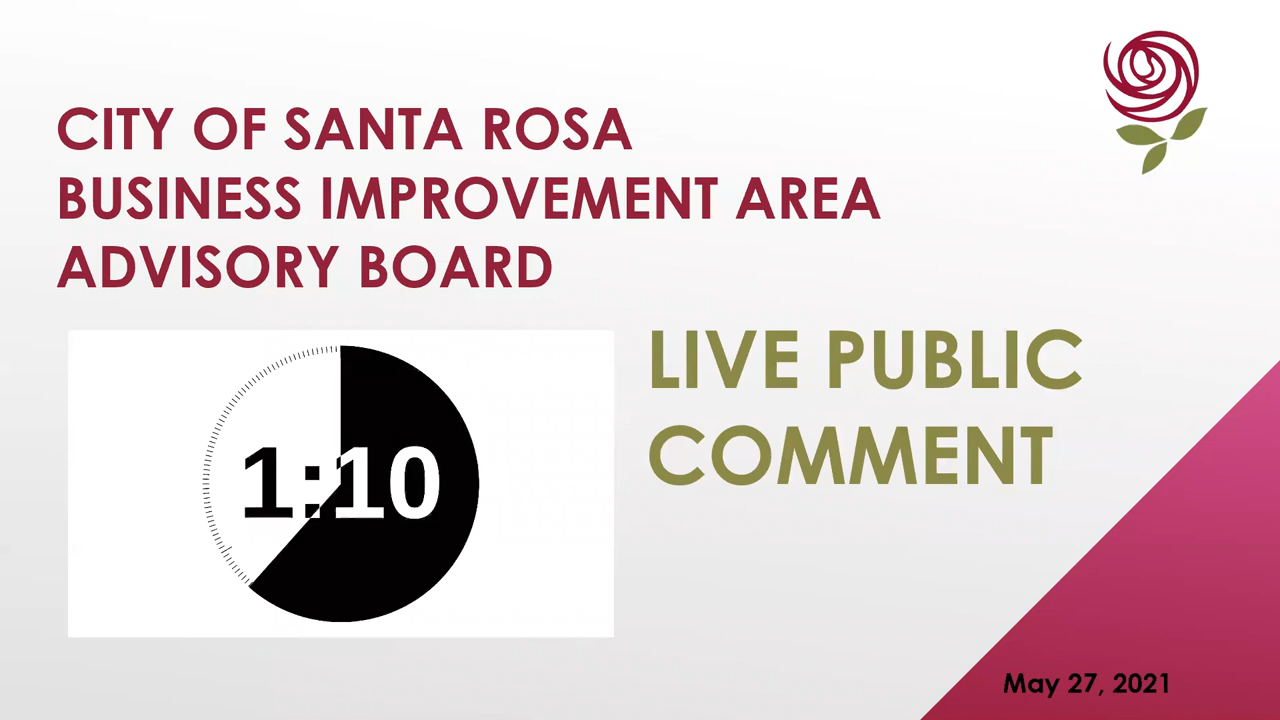 CITY OF SANTA ROSA
BUSINESS IMPROVEMENT AREA
ADVISORY BOARD
1:10
LIVE PUBLIC
COMMENT
May 27, 2021